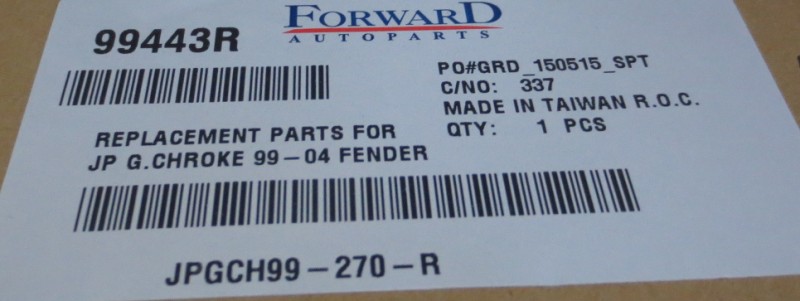 FORWARD
AUTOPARTS
99443R
PO#GRD_150515_SPT
C/NO: 337
MADE IN TAIWAN R.O.C.
QTY: 1 PCS
REPLACEMENT PARTS FOR
JP G.CHROKE 99-04 FENDER
JPGCH99-270-R